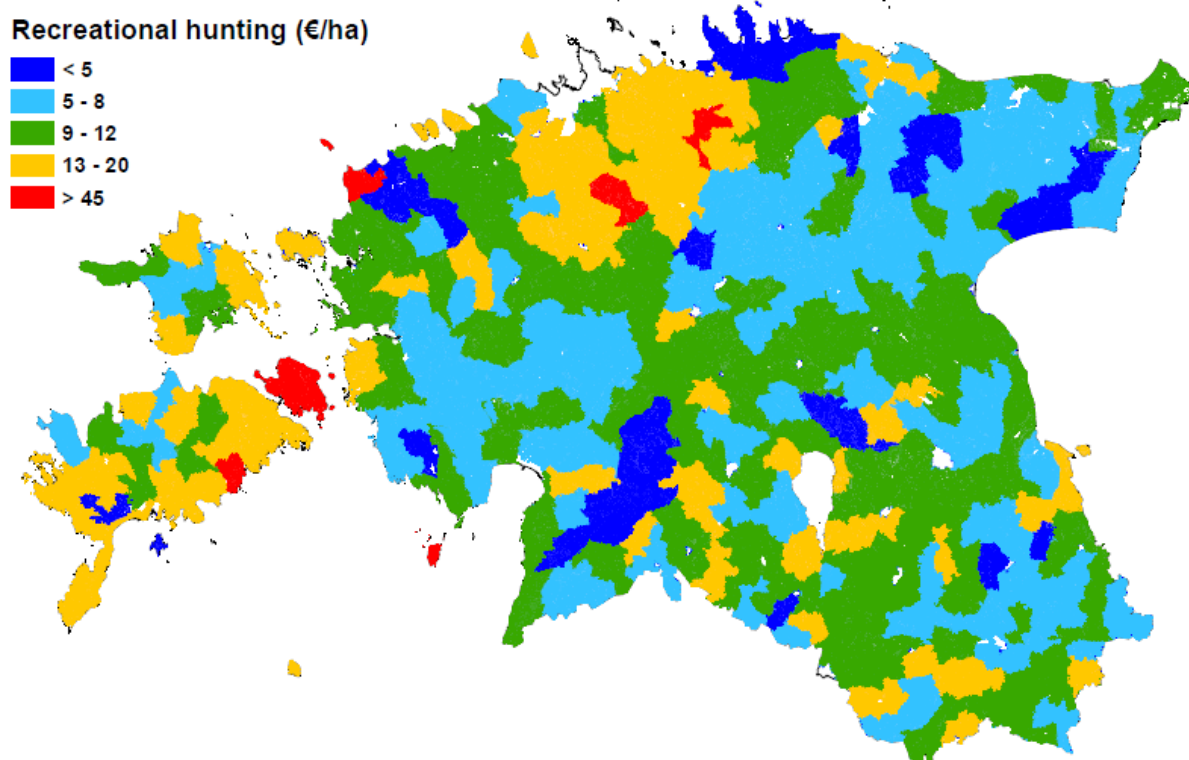 Recreational hunting (€/ha)
< 5
5 - 8
9 - 12
13 - 20
> 45